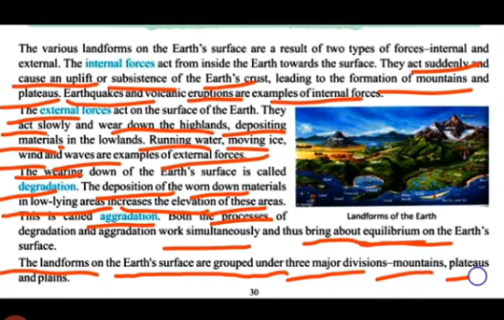 The various landforms on the Earth's surface are a result of two types of forces–internal and
external. The internal forces act from inside the Earth towards the surface. They act suddenly and
cause an uplift or subsistence of the Earth's crust, leading to the formation of mountains and
plateaus. Earthquakes and volcanic eruptions are examples of internal forces.
The external forces act on the surface of the Earth. They
act slowly and wear down the highlands, depositing
materials in the lowlands. Running water, moving ice,
wind and waves are examples of external forces.
The wearing down of the Earth's surface is called
degradation. The deposition of the worn down materials
in low-lying areas increases the elevation of these areas.
This is called aggradation. Both the processes of
Landforms of the Earth
degradation and aggradation work simultaneously and thus bring about equilibrium on the Earth's
surface.
The landforms on the Earth's surface are grouped under three major divisions–mountains, plateaus
and plains.
30